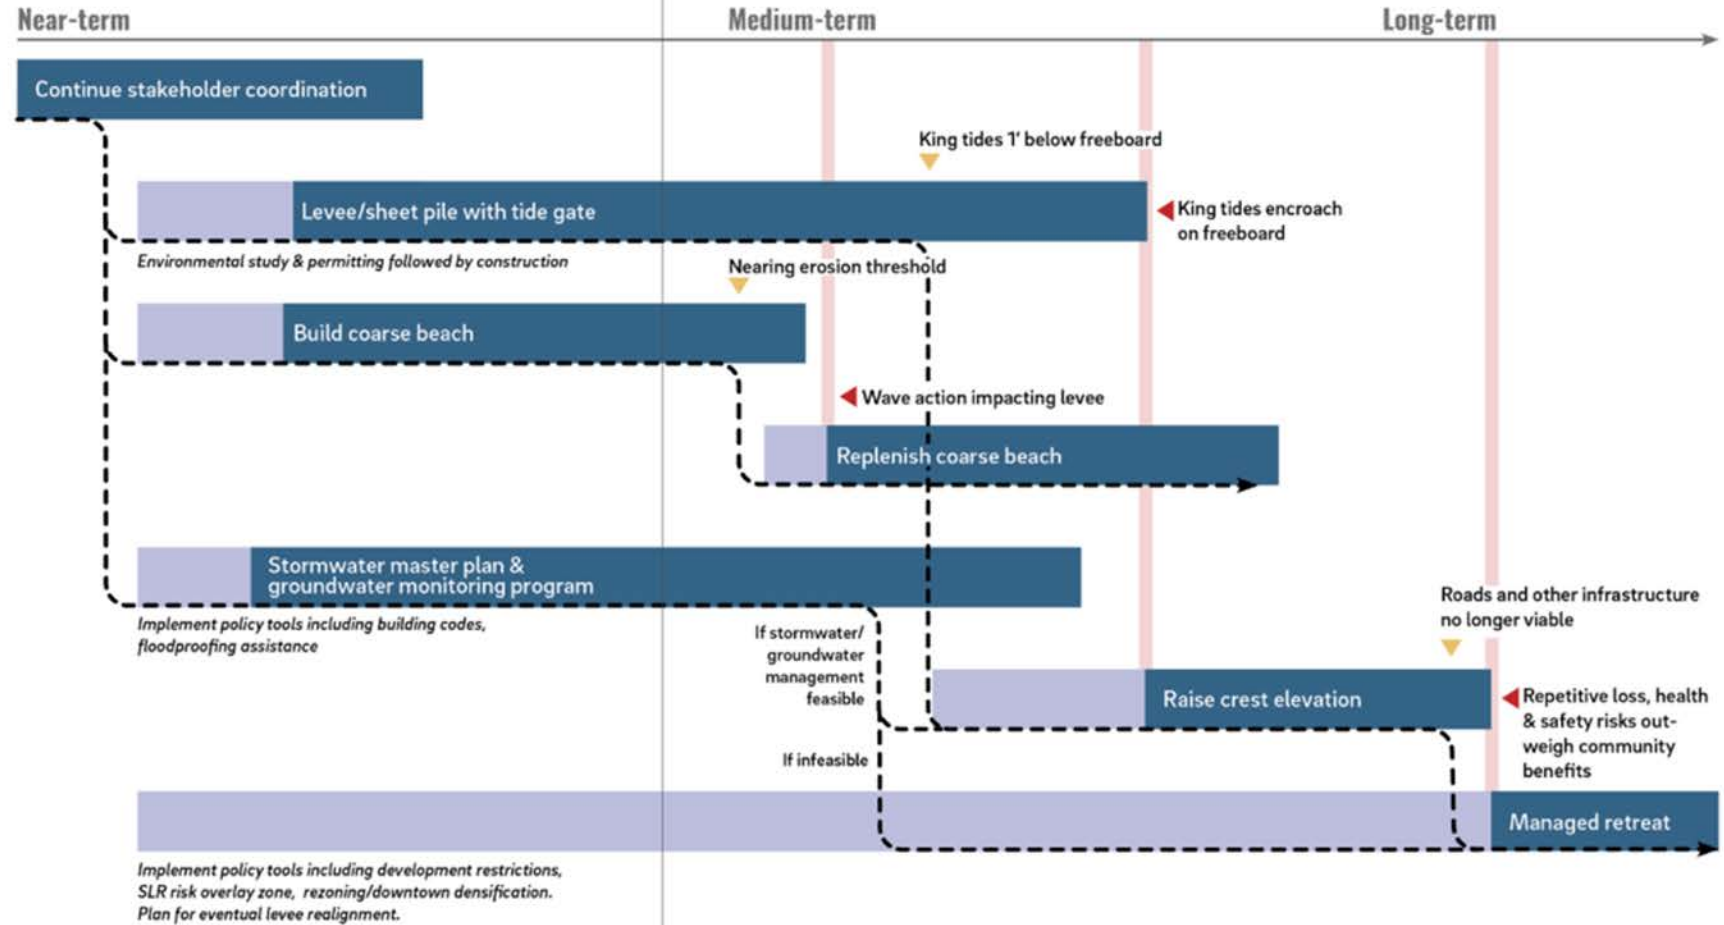 Near-term
Medium-term
Long-term
Continue stakeholder coordination
King tides 1' below freeboard
Levee/sheet pile with tide gate
King tides encroach
on freeboard
Environmental study & permitting followed by construction
Nearing erosion threshold
Build coarse beach
Wave action impacting levee
Replenish coarse beach
Stormwater master plan &
groundwater monitoring program
Implement policy tools including building codes,
floodproofing assistance
If stormwater/
groundwater
management
feasible
Roads and other infrastructure
no longer viable
Raise crest elevation
Repetitive loss, health
& safety risks out-
weigh community
benefits
If infeasible
Managed retreat
Implement policy tools including development restrictions,
SLR risk overlay zone, rezoning/downtown densification.
Plan for eventual levee realignment.